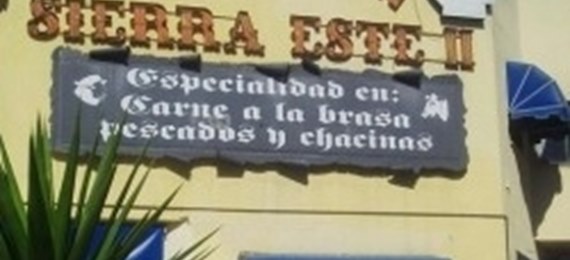 SIERRA ESTE II
Especialidad en:
Carne a la brasa
pescados y chacinas